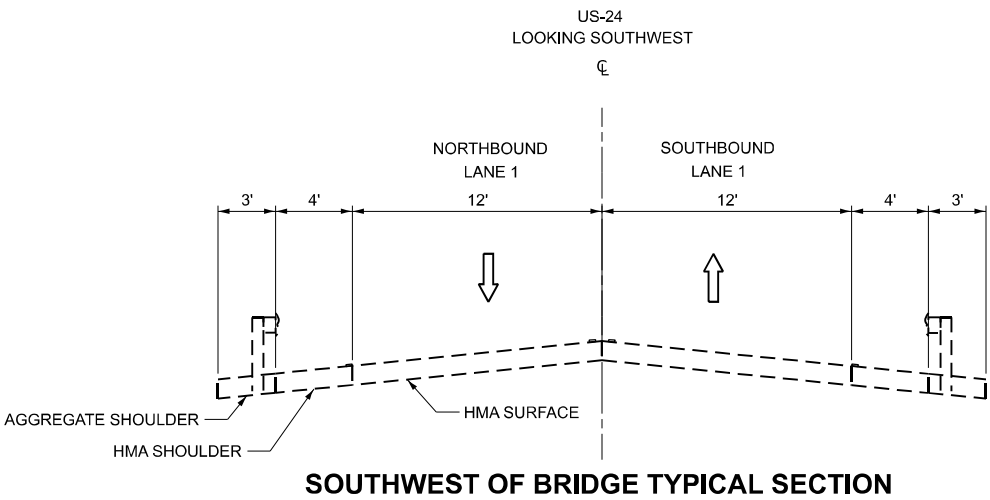 US-24
LOOKING SOUTHWEST
℄
NORTHBOUND
LANE 1
SOUTHBOUND
LANE 1
3' 4' 12' 12' 4' 3'
AGGREGATE SHOULDER
HMA SHOULDER
HMA SURFACE
SOUTHWEST OF BRIDGE TYPICAL SECTION